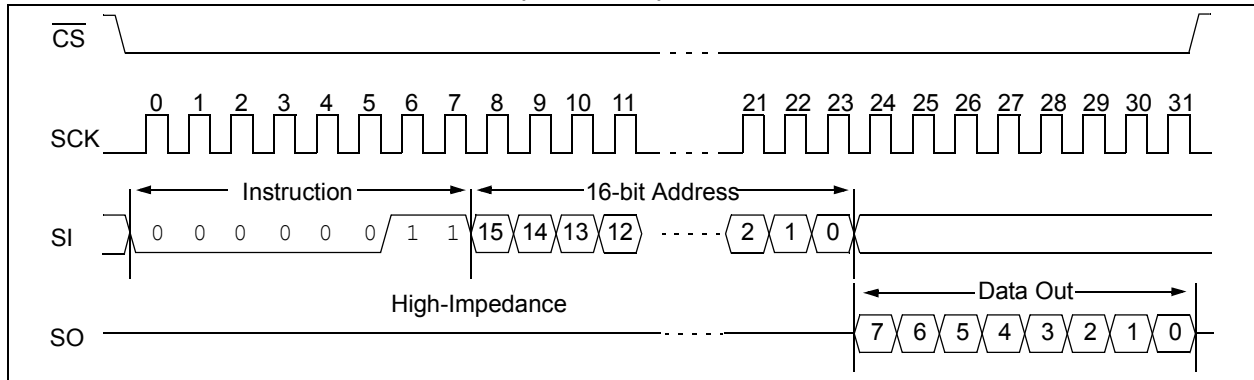 CS
0 1 2 3 4 5 6 7 8 9 10 11 21 22 23 24 25 26 27 28 29 30 31
SCK
Instruction 16-bit Address
SI 0 0 0 0 0 0 1 1 15 14 13 12 2 1 0
High-Impedance Data Out
SO 7 6 5 4 3 2 1 0